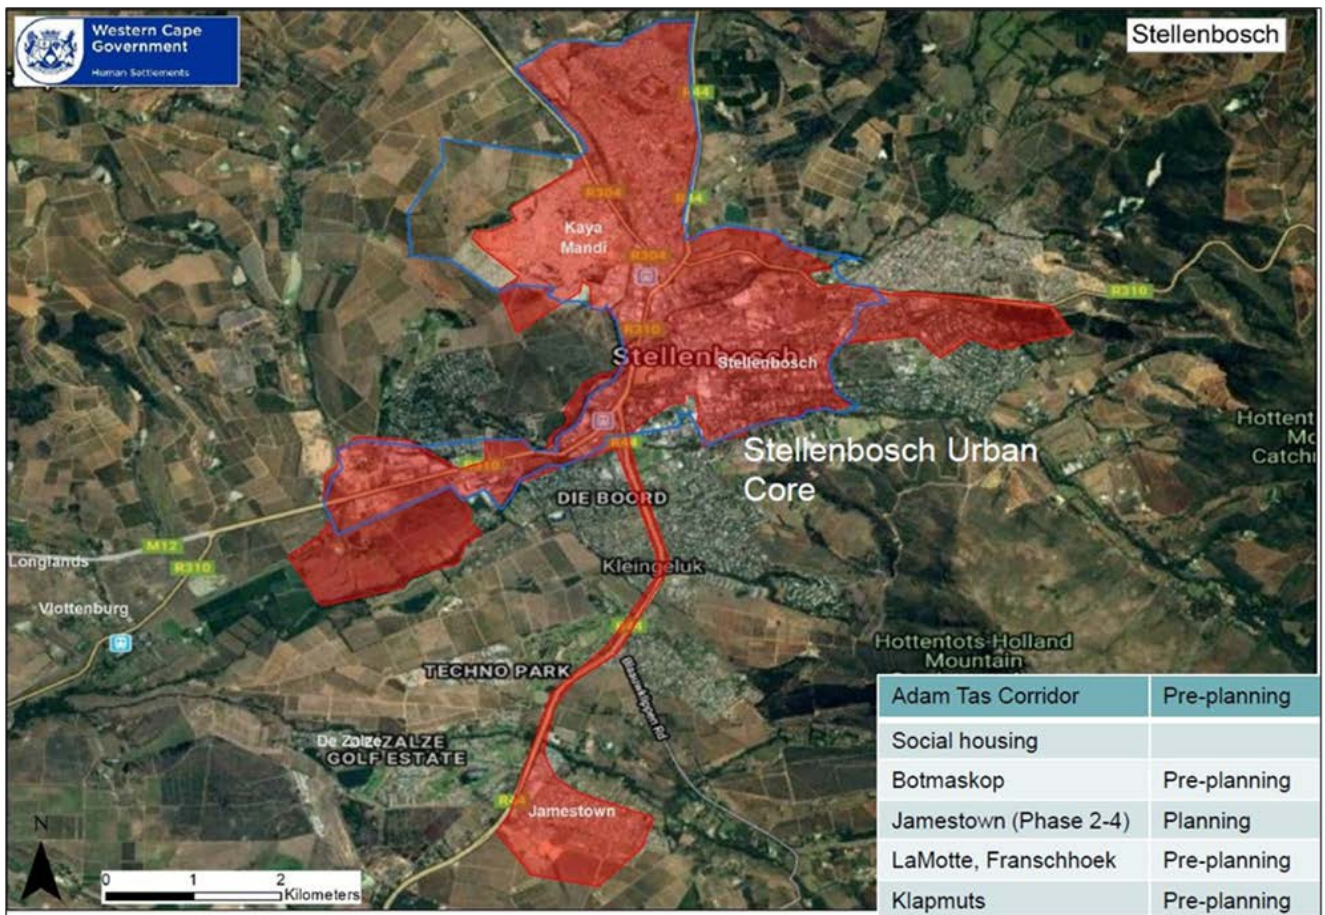 Western Cape
Government
Human Settlements
Stellenbosch
R44
R304
R44
Kaya
Mandi
R304
R310
R310
Stellenbosch
Stellenbosch
Stellenbosch Urban
Core
Hottent
Mo
Catch
R310
R44
DIE BOORD
M12
Longlands
R310
Kleingeluk
Vlottenburg
R44
Hottentots-Holland
Mountain
TECHNO PARK
Blaauwklippen Rd
De Zalze
ZALZE
GOLF ESTATE
R44
Jamestown
N
0 1 2
Kilometers
Adam Tas Corridor Pre-planning
Social housing
Botmaskop Pre-planning
Jamestown (Phase 2-4) Planning
LaMotte, Franschhoek Pre-planning
Klapmuts Pre-planning